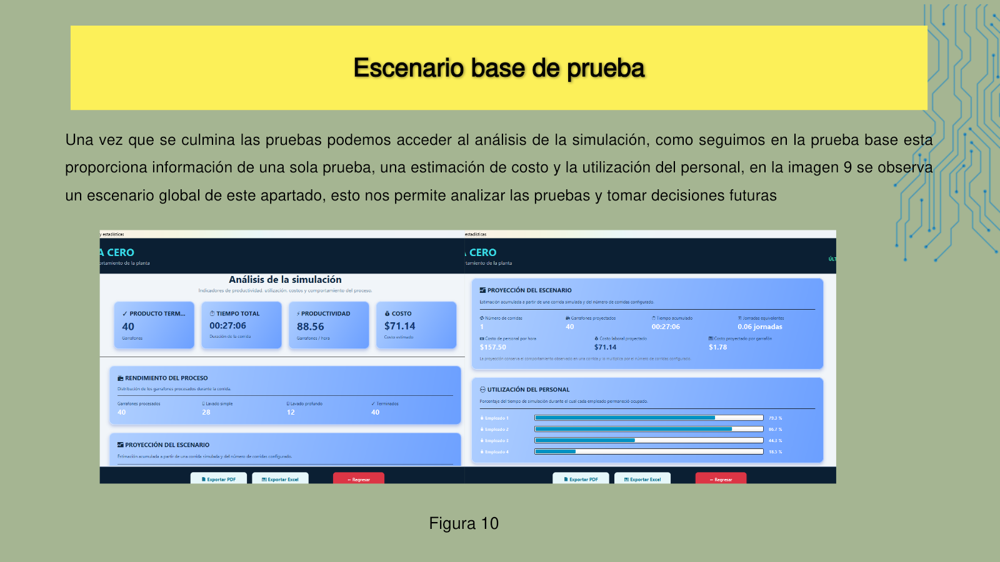 Escenario base de prueba
Una vez que se culmina las pruebas podemos acceder al análisis de la simulación, como seguimos en la prueba base esta
proporciona información de una sola prueba, una estimación de costo y la utilización del personal, en la imagen 9 se observa
un escenario global de este apartado, esto nos permite analizar las pruebas y tomar decisiones futuras
y estadísticas
A CERO
ortamiento de la planta
Análisis de la simulación
Indicadores de productividad, utilización, costos y comportamiento del proceso.
✓ PRODUCTO TERM...
40
Garrafones
TIEMPO TOTAL
00:27:06
Duración de la corrida
⚡ PRODUCTIVIDAD
88.56
Garrafones / hora
COSTO
$71.14
Costo estimado
RENDIMIENTO DEL PROCESO
Distribución de los garrafones procesados durante la corrida.
Garrafones procesados
40
Lavado simple
28
Lavado profundo
12
✓ Terminados
40
PROYECCIÓN DEL ESCENARIO
Estimación acumulada a partir de una corrida simulada y del número de corridas configurado.
Exportar PDF
Exportar Excel
← Regresar
estadísticas
CERO
tamiento de la planta
ÚLT
PROYECCIÓN DEL ESCENARIO
Estimación acumulada a partir de una corrida simulada y del número de corridas configurado.
Número de corridas
1
Garrafones proyectados
40
Tiempo acumulado
00:27:06
Jornadas equivalentes
0.06 jornadas
Costo de personal por hora
$157.50
Costo laboral proyectado
$71.14
Costo proyectado por garrafón
$1.78
La proyección conserva el comportamiento observado en una corrida y la multiplica por el número de corridas configurado.
UTILIZACIÓN DEL PERSONAL
Porcentaje del tiempo de simulación durante el cual cada empleado permaneció ocupado.
Empleado 1 79.3 %
Empleado 2 86.7 %
Empleado 3 44.3 %
Empleado 4 18.5 %
Exportar PDF
Exportar Excel
← Regresar
Figura 10